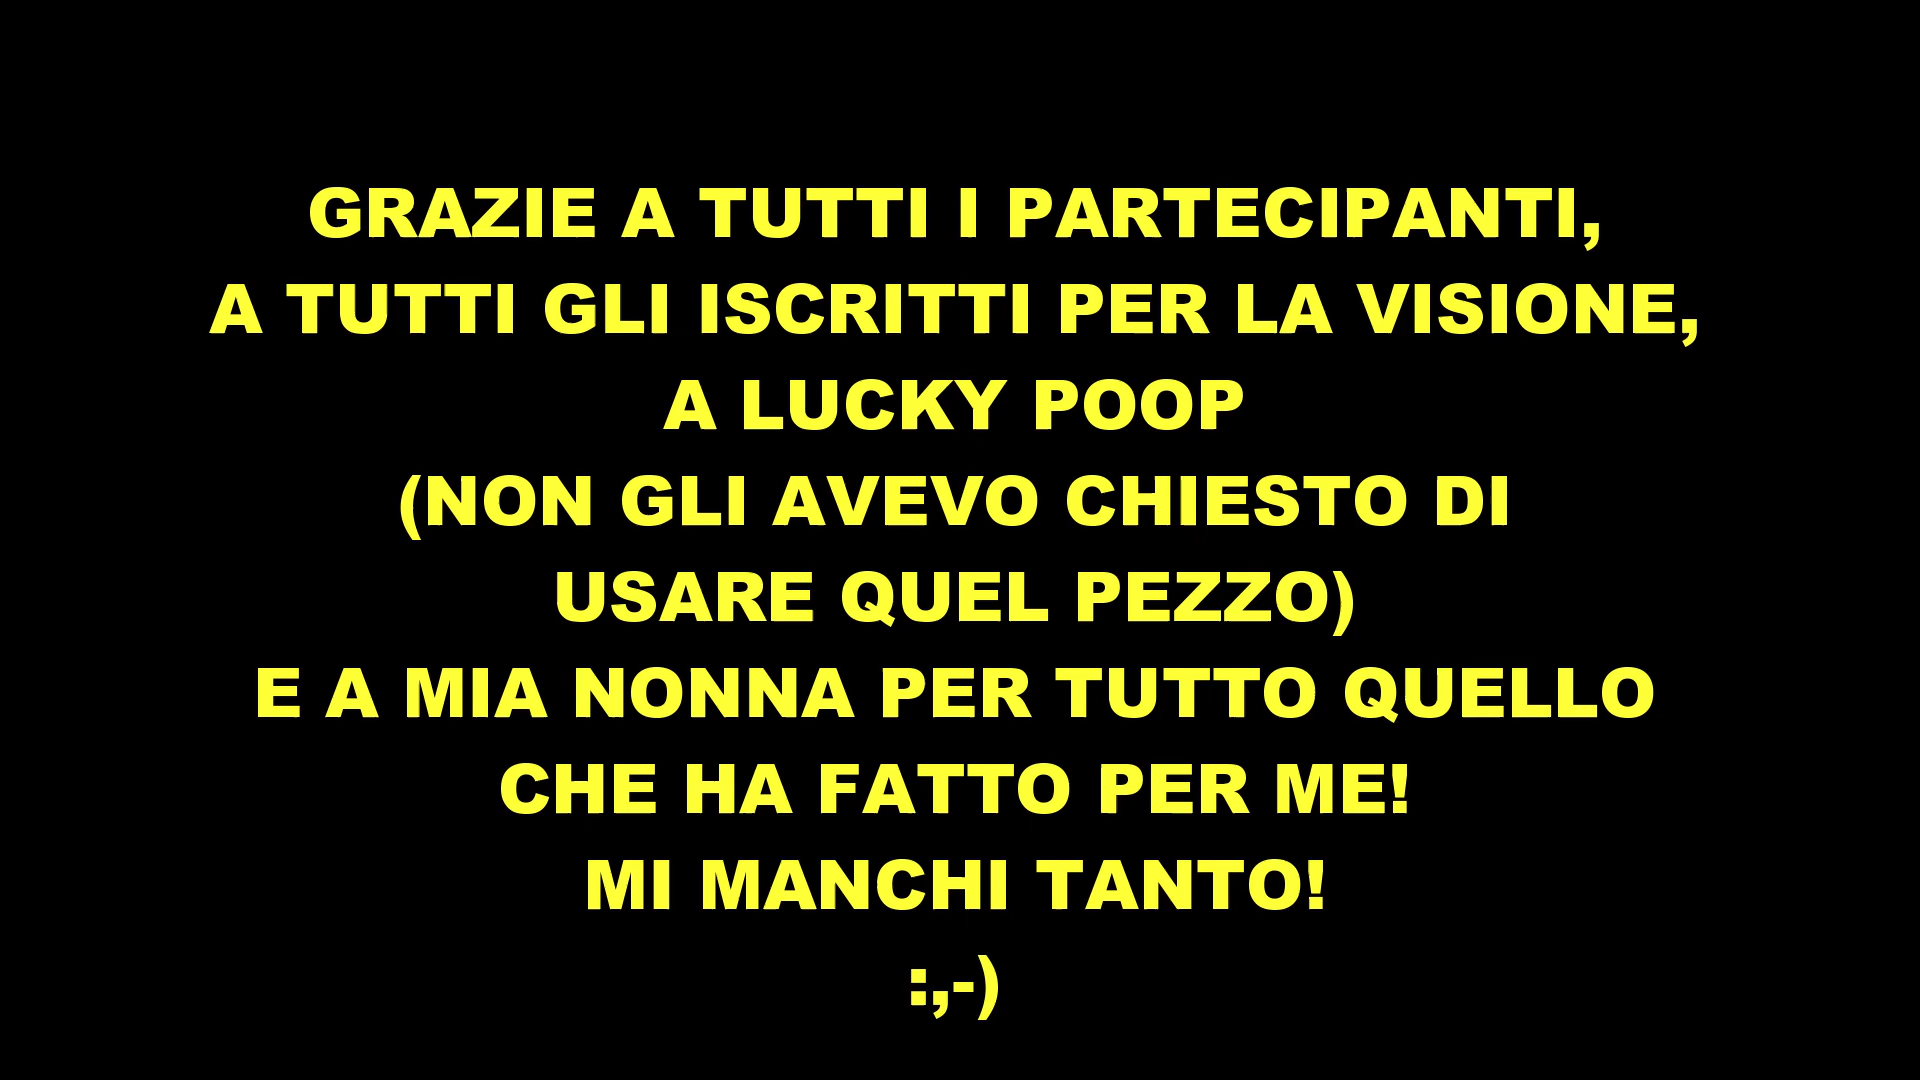 GRAZIE A TUTTI I PARTECIPANTI,
A TUTTI GLI ISCRITTI PER LA VISIONE,
A LUCKY POOP
(NON GLI AVEVO CHIESTO DI
USARE QUEL PEZZO)
E A MIA NONNA PER TUTTO QUELLO
CHE HA FATTO PER ME!
MI MANCHI TANTO!
:,-)